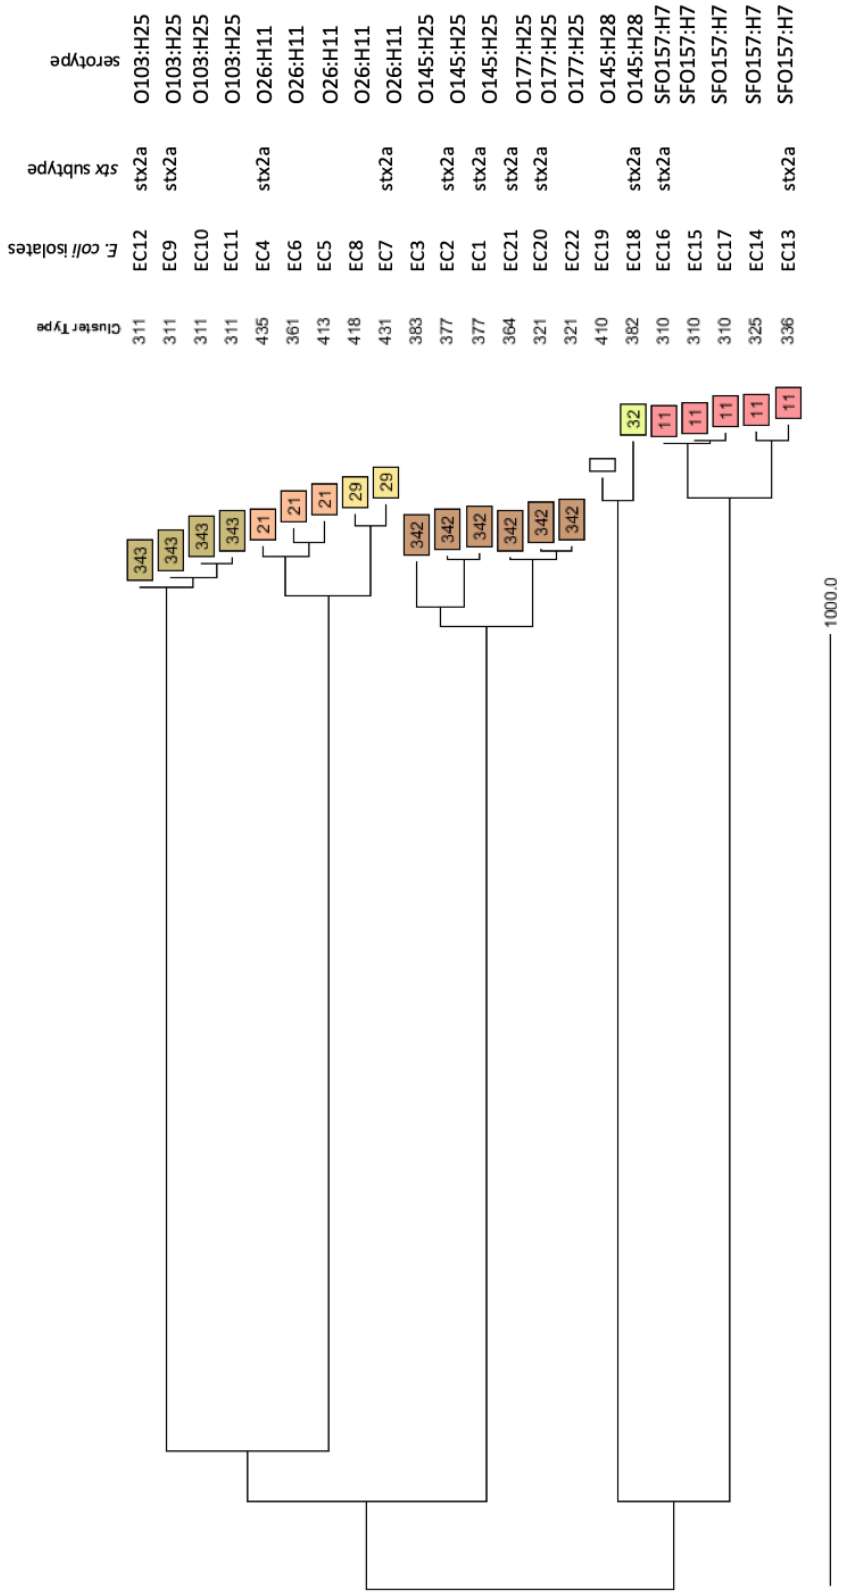 Cluster Type E. coli isolates stx subtype serotype
343 311 EC12 stx2a O103:H25
343 311 EC9 stx2a O103:H25
343 311 EC10 O103:H25
343 311 EC11 O103:H25
21 435 EC4 stx2a O26:H11
21 361 EC6 O26:H11
21 413 EC5 O26:H11
29 418 EC8 O26:H11
29 431 EC7 stx2a O26:H11
342 383 EC3 O145:H25
342 377 EC2 stx2a O145:H25
342 377 EC1 stx2a O145:H25
342 364 EC21 stx2a O177:H25
342 321 EC20 stx2a O177:H25
342 321 EC22 O177:H25
410 EC19 O145:H28
32 382 EC18 stx2a O145:H28
11 310 EC16 stx2a SFO157:H7
11 310 EC15 SFO157:H7
11 310 EC17 SFO157:H7
11 325 EC14 SFO157:H7
11 336 EC13 stx2a SFO157:H7
1000.0